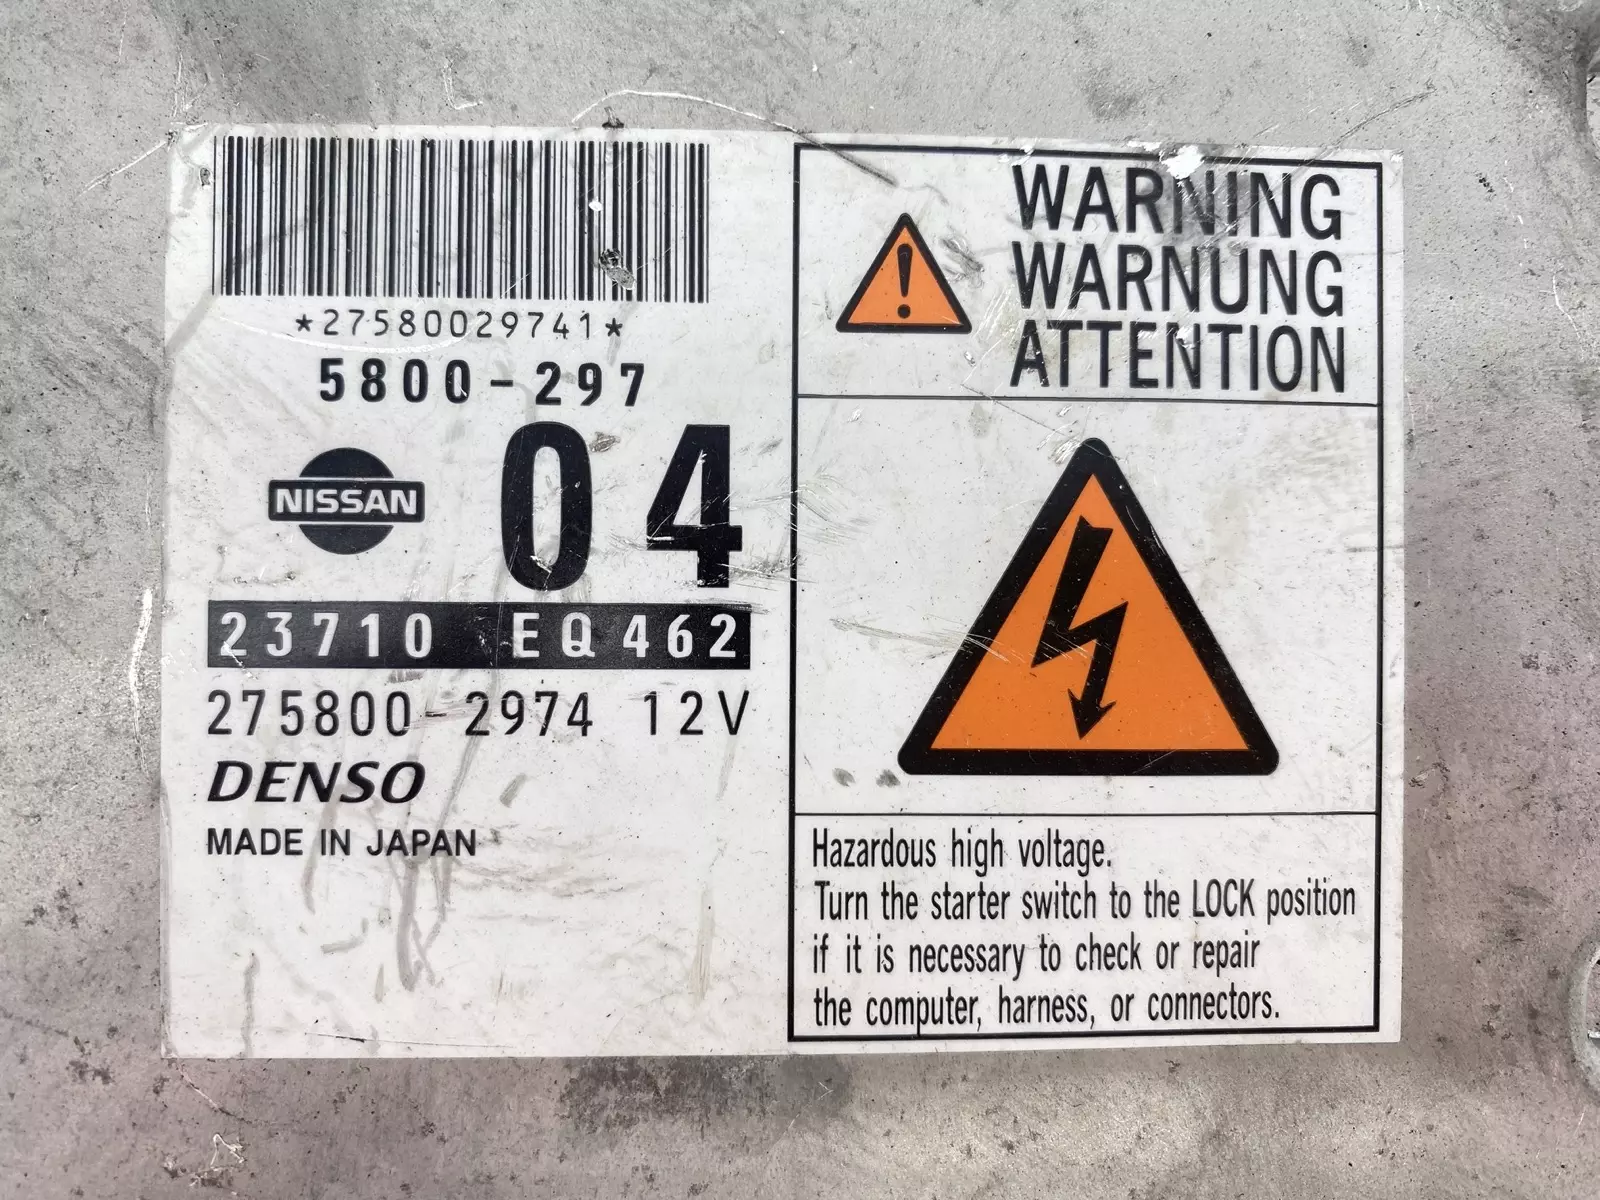 *27580029741*
5800-297
NISSAN
04
23710 EQ462
275800-2974 12V
DENSO
MADE IN JAPAN
WARNING
WARNUNG
ATTENTION
Hazardous high voltage.
Turn the starter switch to the LOCK position
if it is necessary to check or repair
the computer, harness, or connectors.